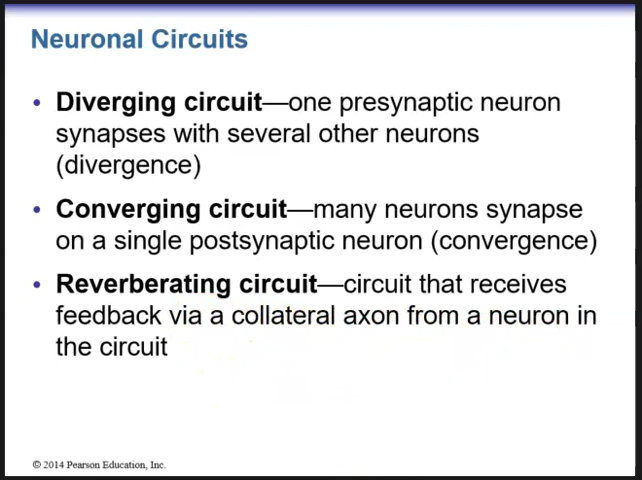 Neuronal Circuits
• Diverging circuit—one presynaptic neuron
synapses with several other neurons
(divergence)
• Converging circuit—many neurons synapse
on a single postsynaptic neuron (convergence)
• Reverberating circuit—circuit that receives
feedback via a collateral axon from a neuron in
the circuit
© 2014 Pearson Education, Inc.